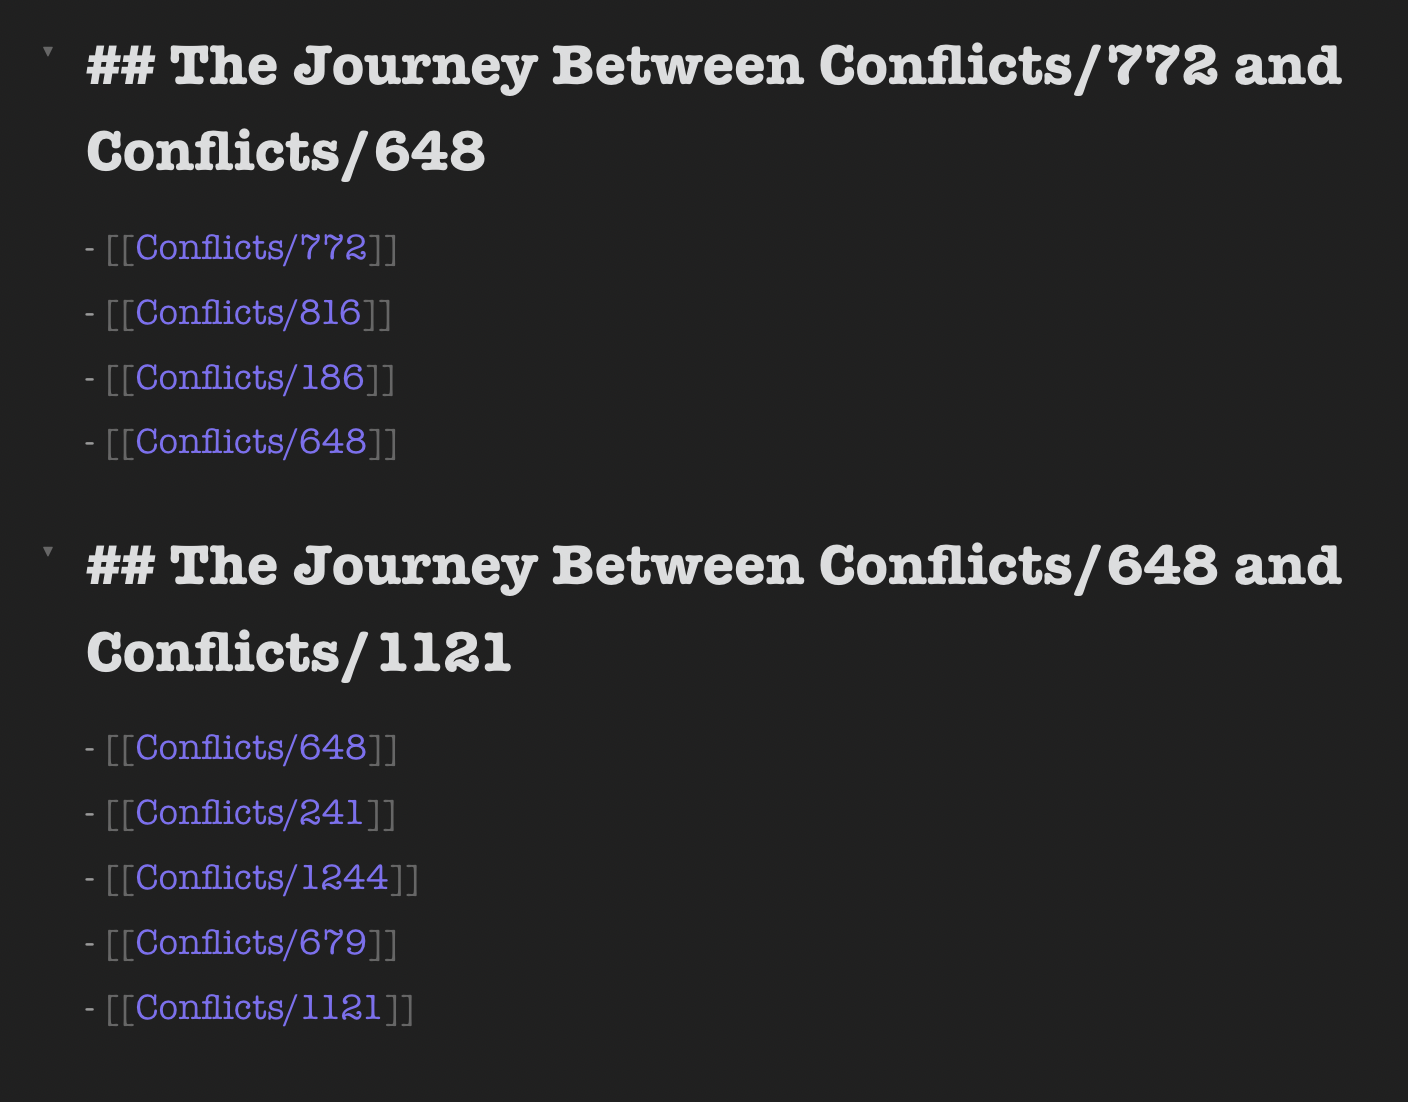 ## The Journey Between Conflicts/772 and
Conflicts/648
- [[Conflicts/772]]
- [[Conflicts/816]]
- [[Conflicts/186]]
- [[Conflicts/648]]
## The Journey Between Conflicts/648 and
Conflicts/1121
- [[Conflicts/648]]
- [[Conflicts/241]]
- [[Conflicts/1244]]
- [[Conflicts/679]]
- [[Conflicts/1121]]